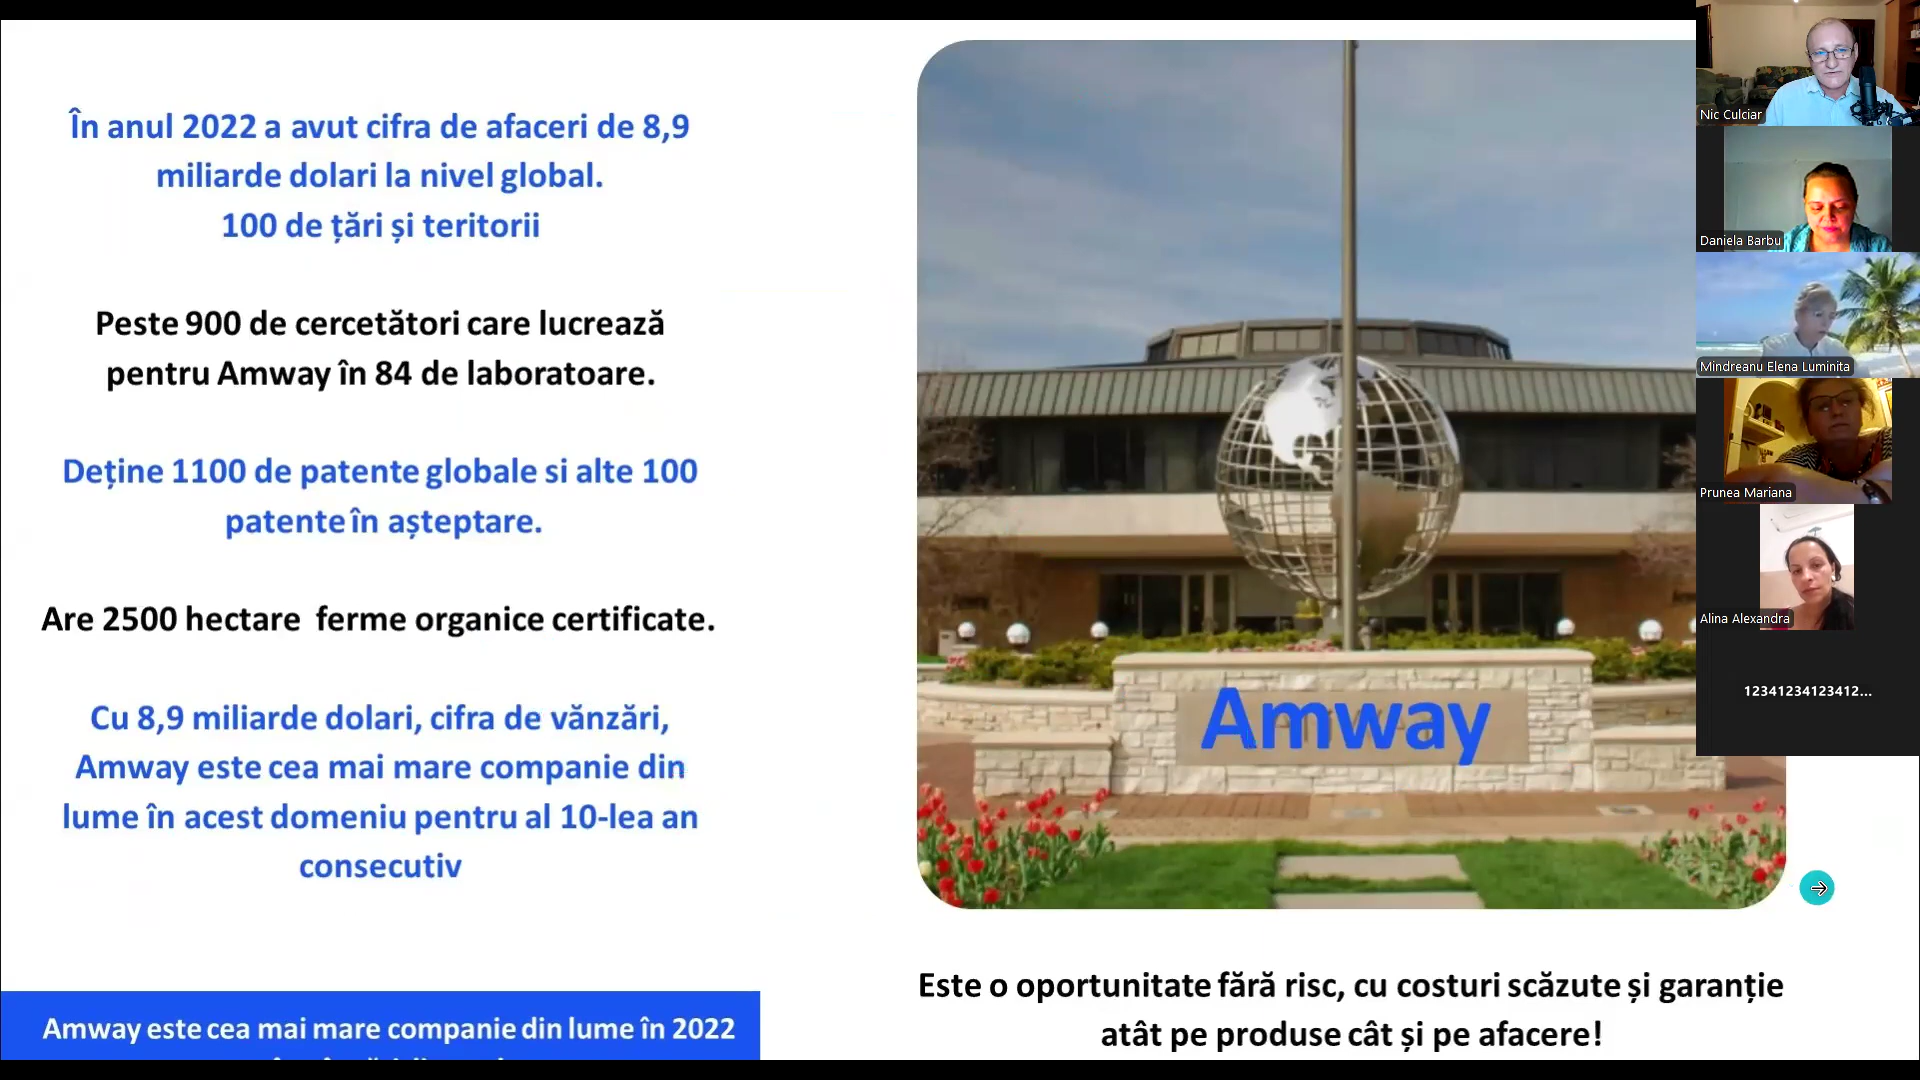 În anul 2022 a avut cifra de afaceri de 8,9
miliarde dolari la nivel global.
100 de țări și teritorii
Peste 900 de cercetători care lucrează
pentru Amway în 84 de laboratoare.
Deține 1100 de patente globale si alte 100
patente în așteptare.
Are 2500 hectare ferme organice certificate.
Cu 8,9 miliarde dolari, cifra de vănzări,
Amway este cea mai mare companie din
lume în acest domeniu pentru al 10-lea an
consecutiv
Amway este cea mai mare companie din lume în 2022
Amway
Este o oportunitate fără risc, cu costuri scăzute și garanție
atât pe produse cât și pe afacere!
Nic Culciar
Daniela Barbu
Mindreanu Elena Luminita
Prunea Mariana
Alina Alexandra
12341234123412...